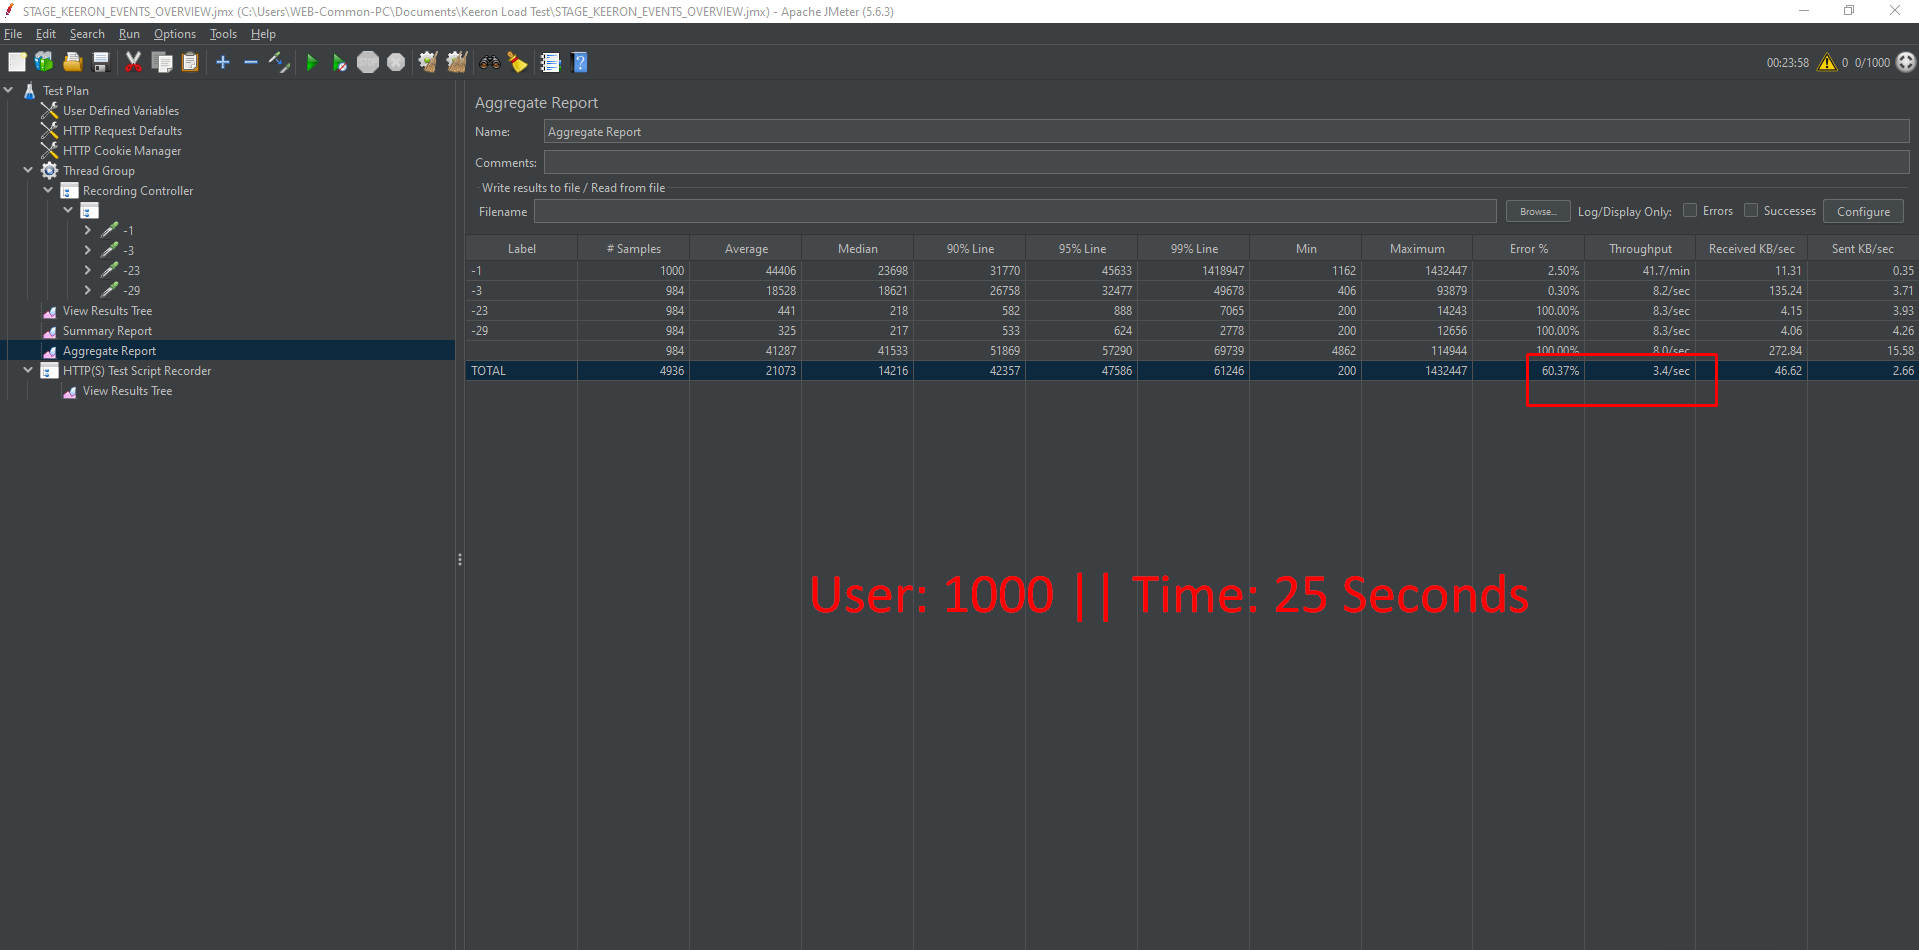 STAGE_KEERON_EVENTS_OVERVIEW.jmx (C:\Users\WEB-Common-PC\Documents\Keeron Load Test\STAGE_KEERON_EVENTS_OVERVIEW.jmx) - Apache JMeter (5.6.3)
File Edit Search Run Options Tools Help
STOP 00:23:58 0 0/1000
Test Plan
User Defined Variables
HTTP Request Defaults
HTTP Cookie Manager
Thread Group
Recording Controller
-1
-3
-23
-29
View Results Tree
Summary Report
Aggregate Report
HTTP(S) Test Script Recorder
View Results Tree
Aggregate Report
Name: Aggregate Report
Comments:
Write results to file / Read from file
Filename Browse... Log/Display Only: Errors Successes Configure
Label # Samples Average Median 90% Line 95% Line 99% Line Min Maximum Error % Throughput Received KB/sec Sent KB/sec
-1 1000 44406 23698 31770 45633 1418947 1162 1432447 2.50% 41.7/min 11.31 0.35
-3 984 18528 18621 26758 32477 49678 406 93879 0.30% 8.2/sec 135.24 3.71
-23 984 441 218 582 888 7065 200 14243 100.00% 8.3/sec 4.15 3.93
-29 984 325 217 533 624 2778 200 12656 100.00% 8.3/sec 4.06 4.26
984 41287 41533 51869 57290 69739 4862 114944 100.00% 8.0/sec 272.84 15.58
TOTAL 4936 21073 14216 42357 47586 61246 200 1432447 60.37% 3.4/sec 46.62 2.66
User: 1000 || Time: 25 Seconds